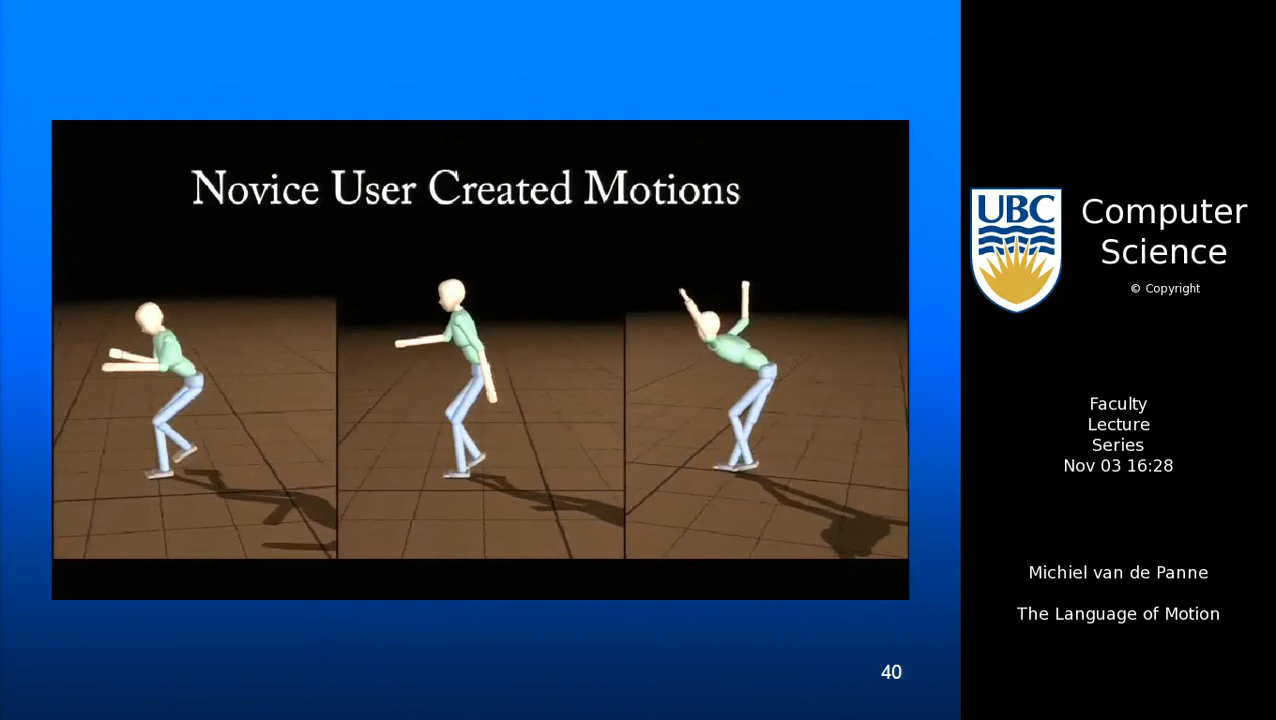 Novice User Created Motions
40
UBC
Computer
Science
© Copyright
Faculty
Lecture
Series
Nov 03 16:28
Michiel van de Panne
The Language of Motion